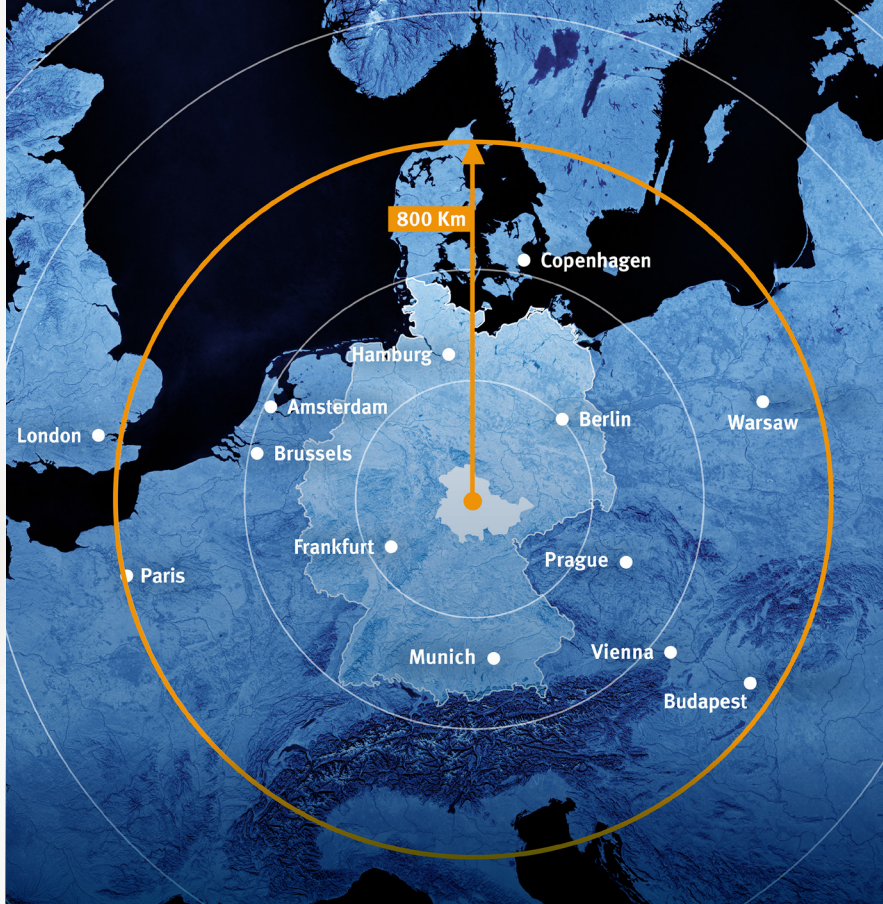 800 Km
Copenhagen
Hamburg
Amsterdam
Berlin
Warsaw
London
Brussels
Frankfurt
Prague
Paris
Munich
Vienna
Budapest